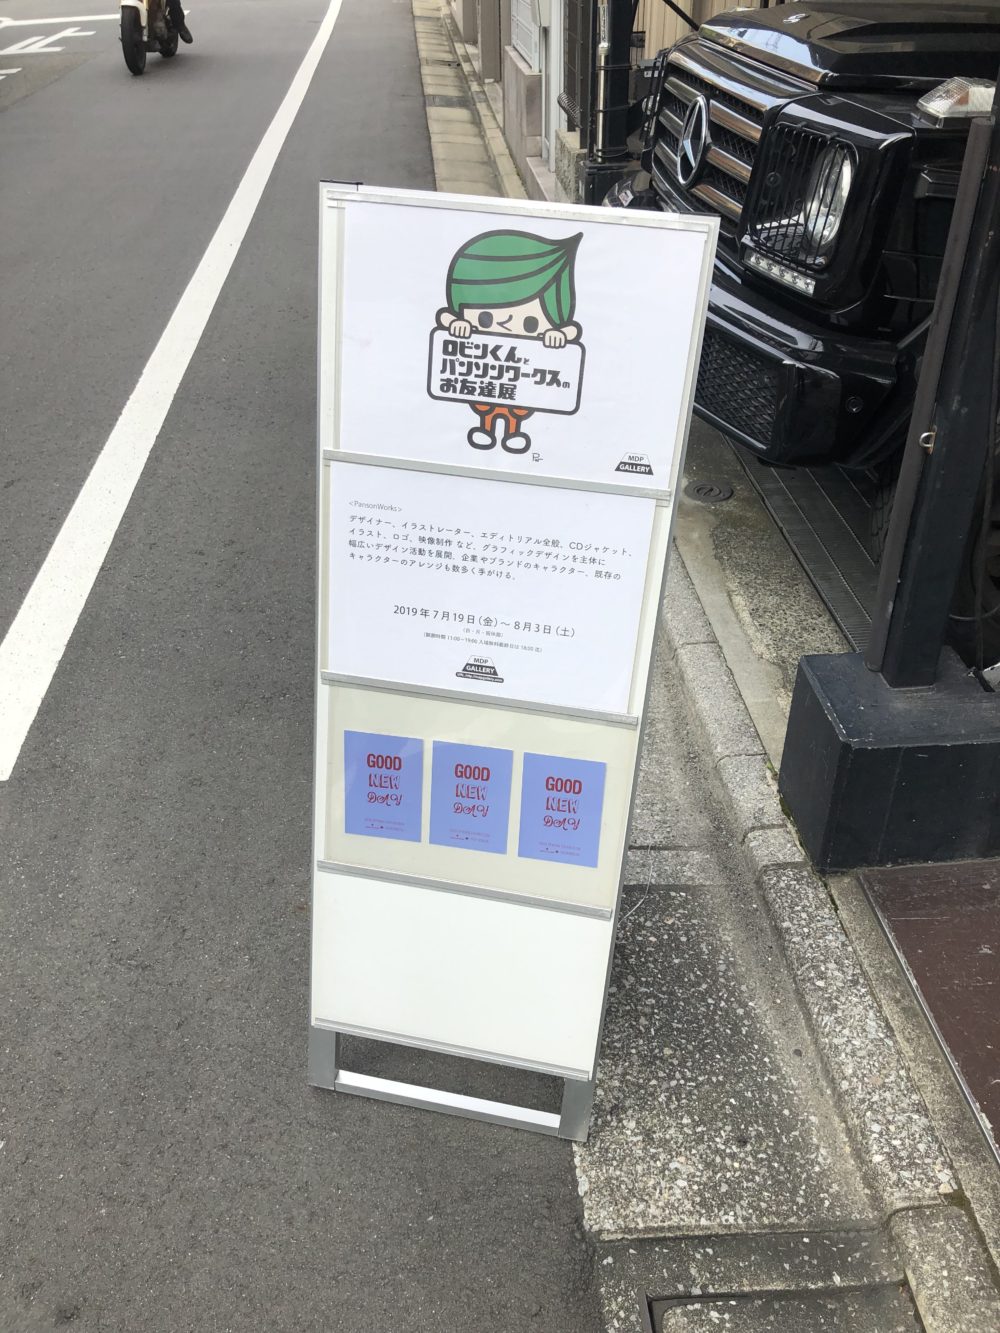 ロビンくんと
パンソンワークスの
お友達展
MDP
GALLERY
<PansonWorks>
デザイナー、イラストレーター、エディトリアル全般、CDジャケット、
イラスト、ロゴ、映像制作 など、グラフィックデザインを主体に
幅広いデザイン活動を展開. 企業やブランドのキャラクター、既存の
キャラクターのアレンジも数多く手がける。
2019年7月19日（金）〜8月3日（土）
MDP
GALLERY
GOOD
NEW
DAY
GOOD
NEW
DAY
GOOD
NEW
DAY